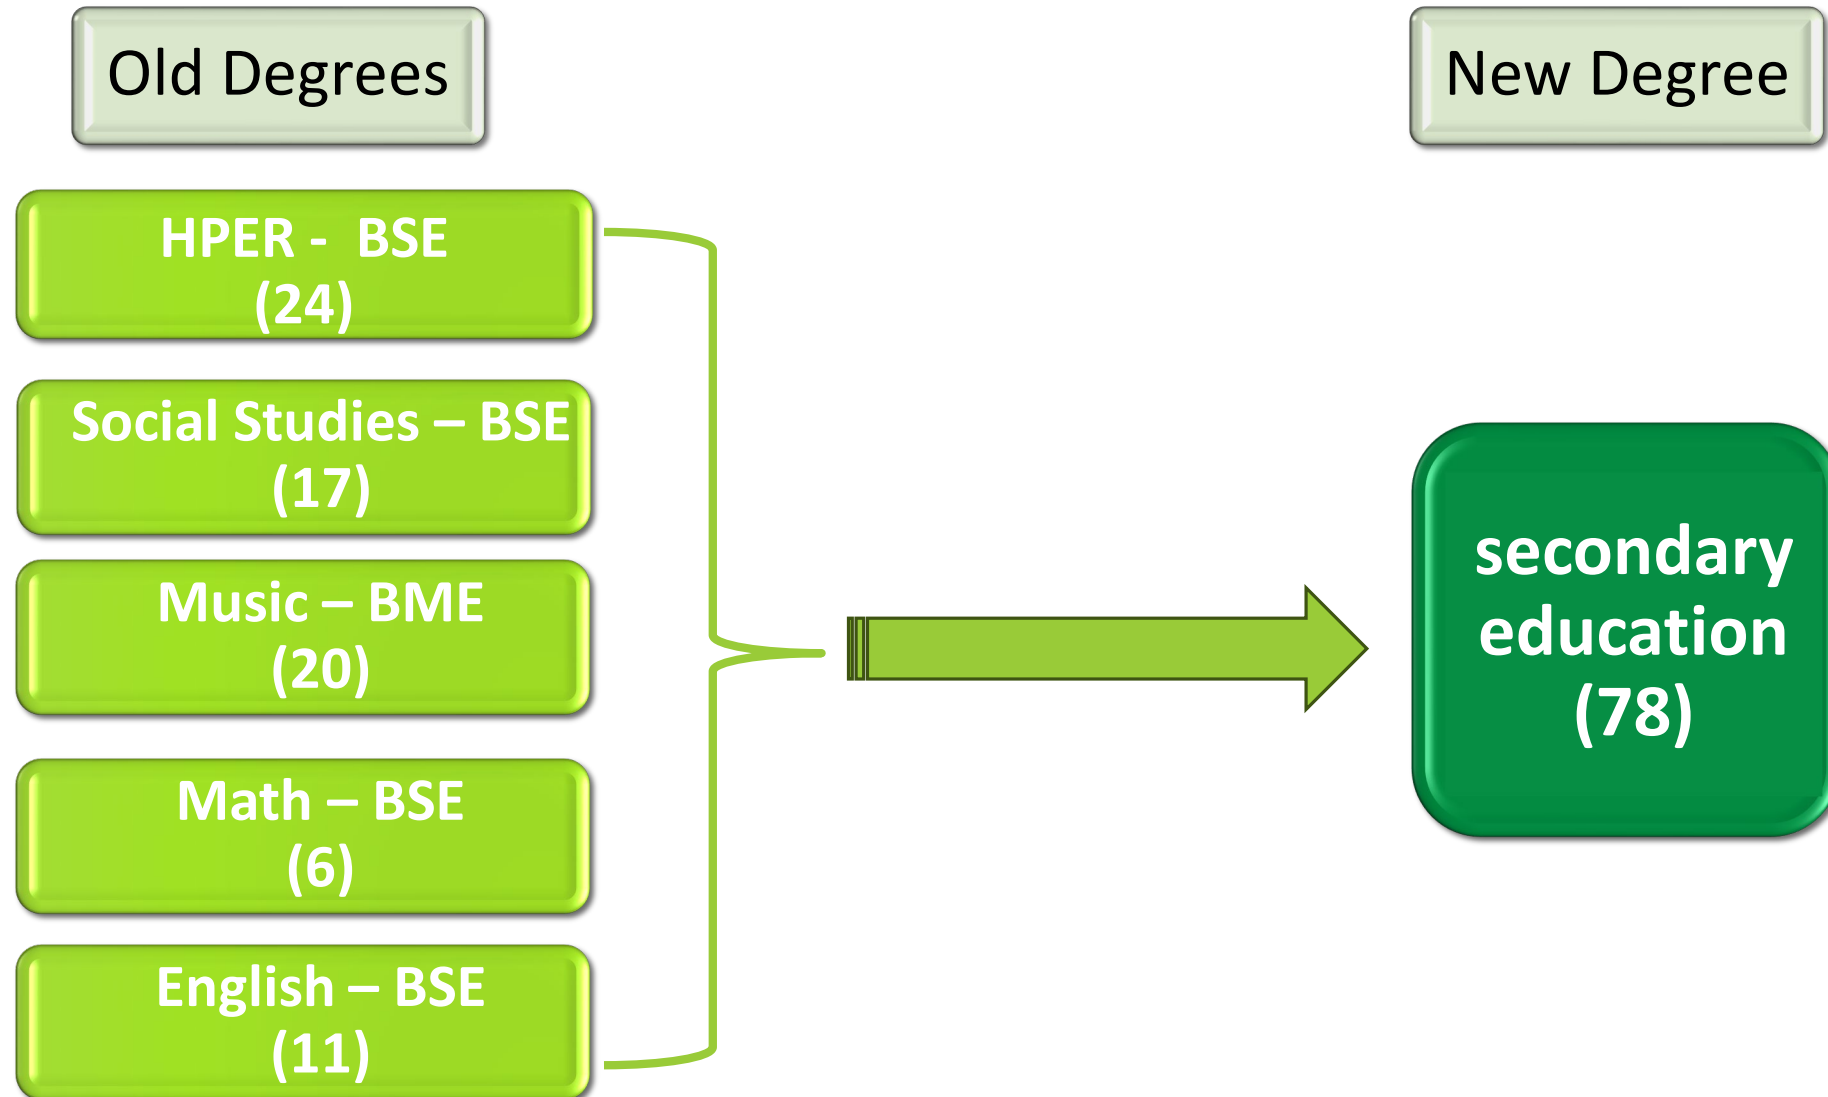 Old Degrees
New Degree
HPER - BSE
(24)
Social Studies – BSE
(17)
Music – BME
(20)
Math – BSE
(6)
English – BSE
(11)
secondary
education
(78)